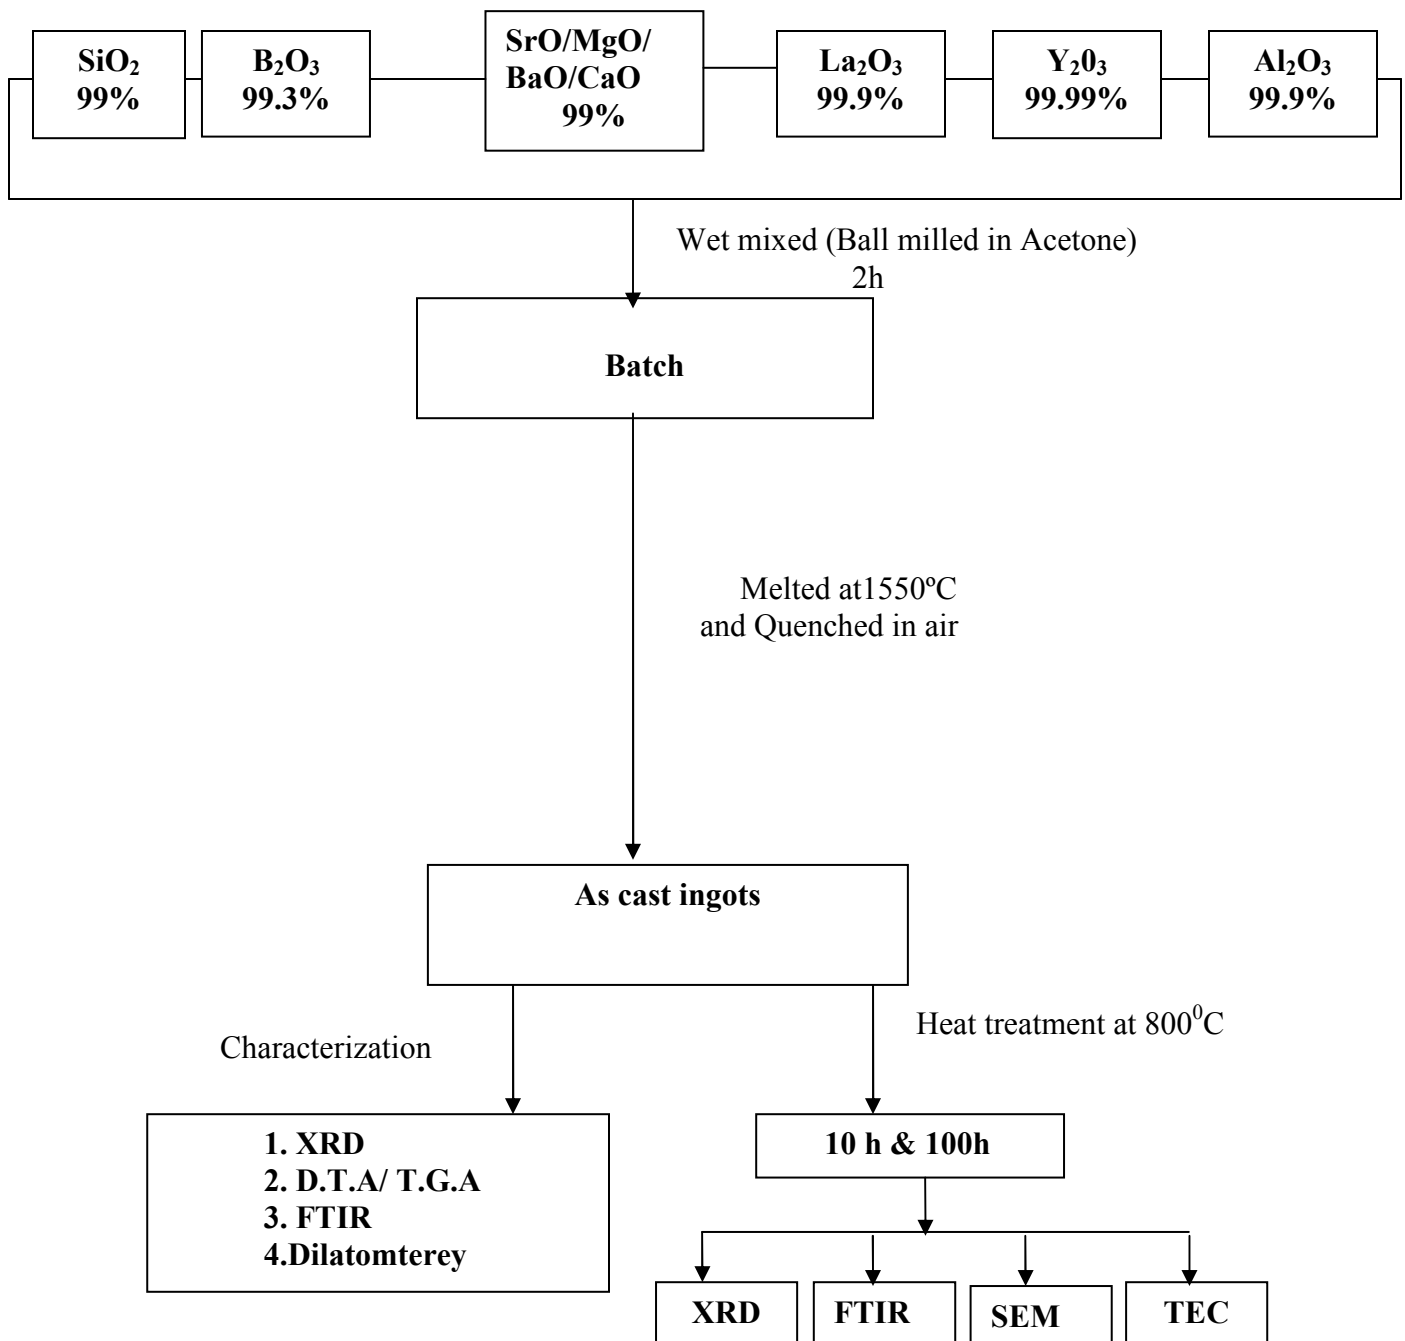 SiO₂
99%
B₂O₃
99.3%
SrO/MgO/
BaO/CaO
99%
La₂O₃
99.9%
Y₂0₃
99.99%
Al₂O₃
99.9%
Wet mixed (Ball milled in Acetone)
2h
Batch
Melted at1550ºC
and Quenched in air
As cast ingots
Characterization
Heat treatment at 800⁰C
1. XRD
2. D.T.A/ T.G.A
3. FTIR
4.Dilatomterey
10 h & 100h
XRD
FTIR
SEM
TEC